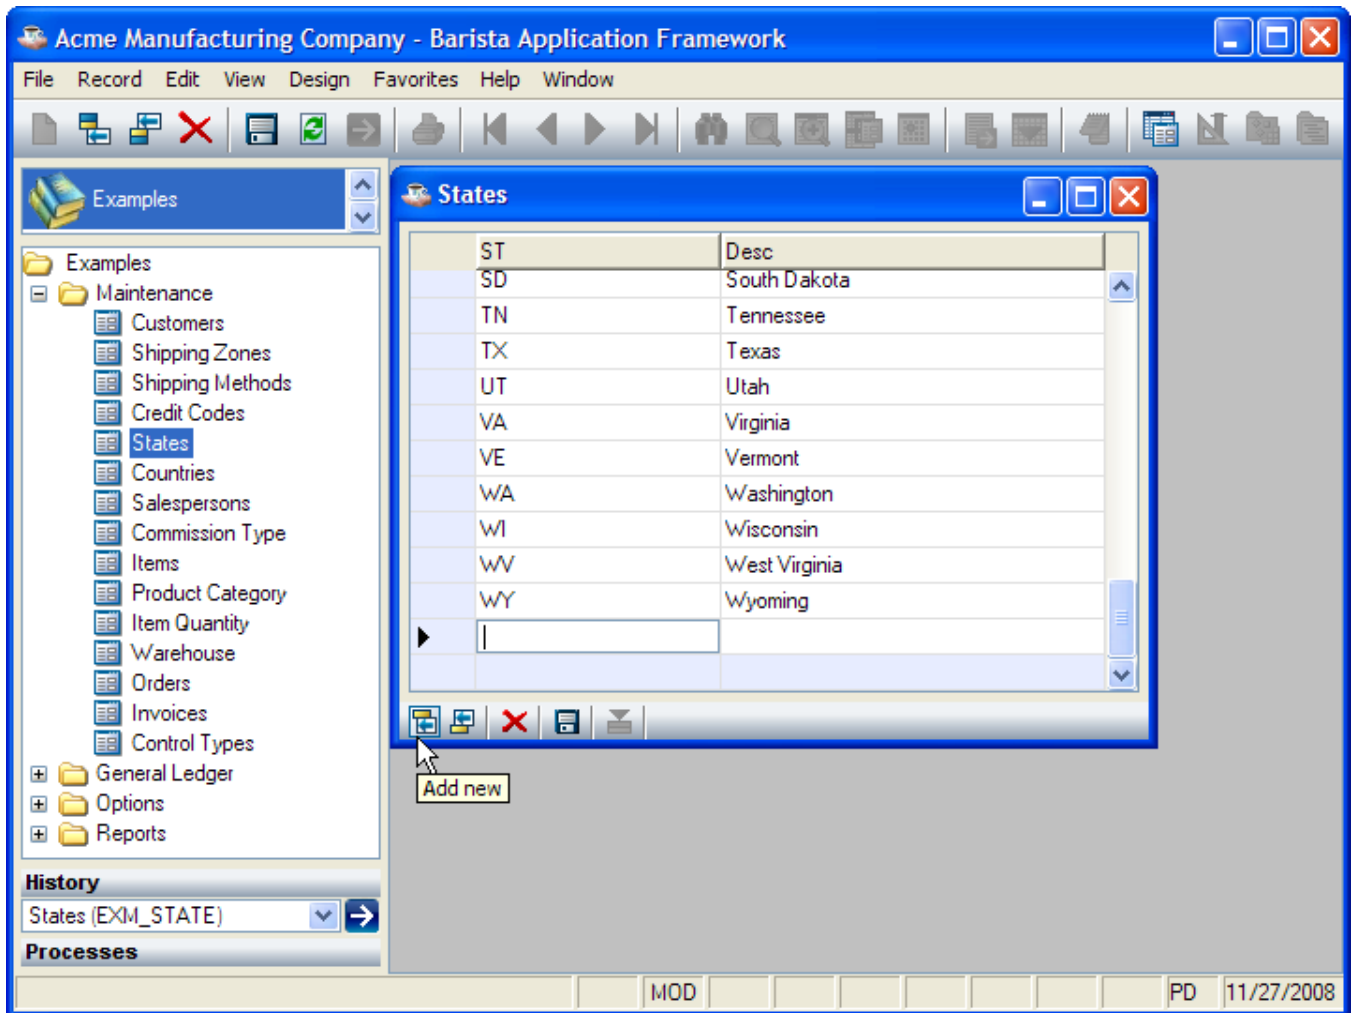 Acme Manufacturing Company - Barista Application Framework
File Record Edit View Design Favorites Help Window
Examples
Examples
Maintenance
Customers
Shipping Zones
Shipping Methods
Credit Codes
States
Countries
Salespersons
Commission Type
Items
Product Category
Item Quantity
Warehouse
Orders
Invoices
Control Types
General Ledger
Options
Reports
History
States (EXM_STATE)
Processes
States
ST Desc
SD South Dakota
TN Tennessee
TX Texas
UT Utah
VA Virginia
VE Vermont
WA Washington
WI Wisconsin
WV West Virginia
WY Wyoming
Add new
MOD PD 11/27/2008